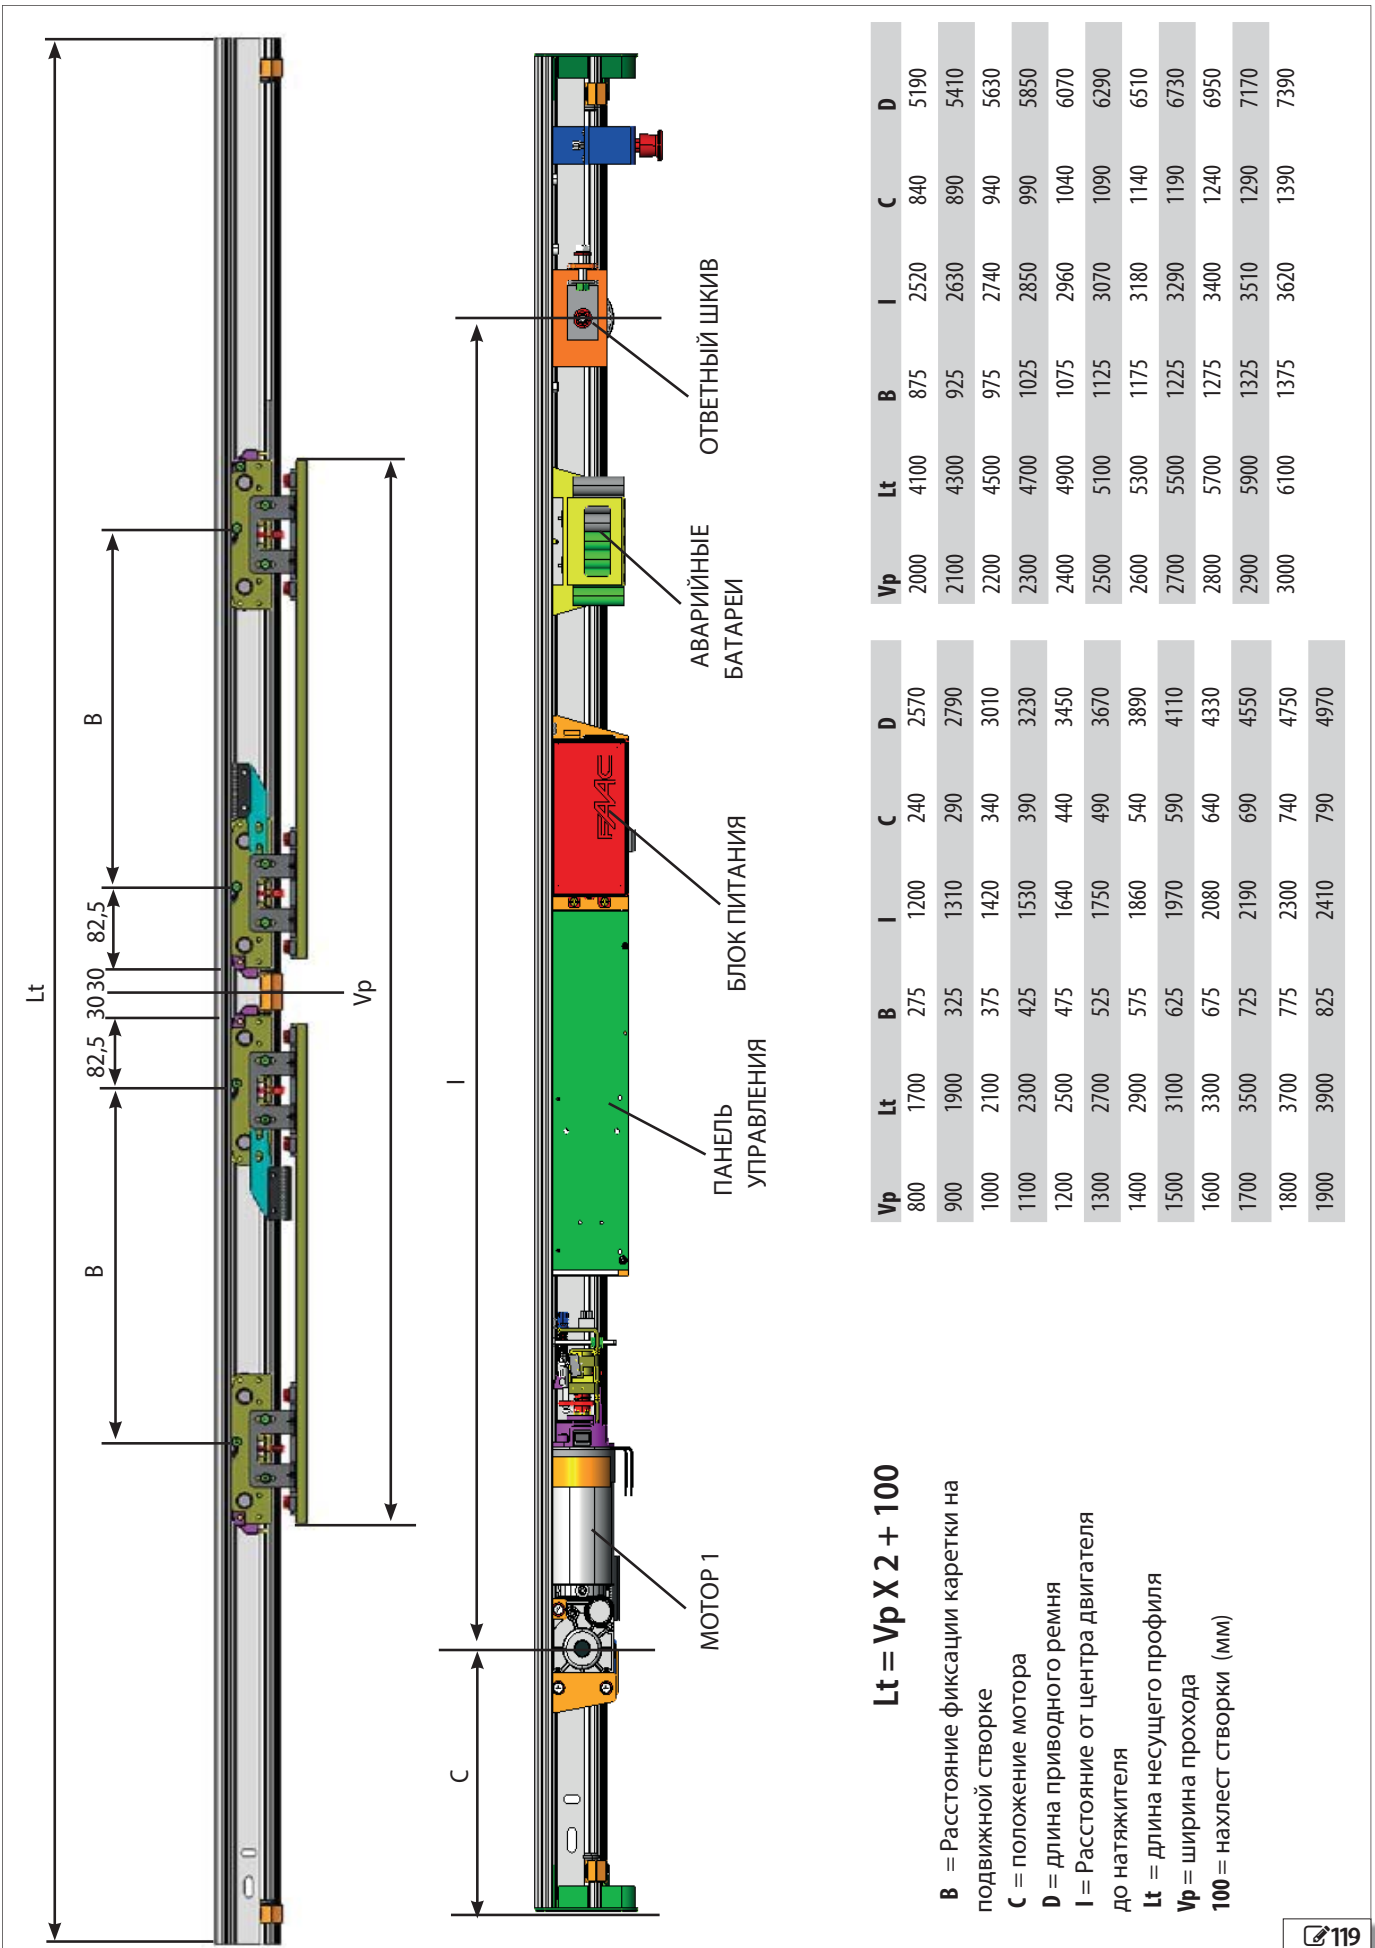 Lt
B 82,5 30 30 82,5 B
Vp
I
C
МОТОР 1
ПАНЕЛЬ
УПРАВЛЕНИЯ
БЛОК ПИТАНИЯ
FAAC
АВАРИЙНЫЕ
БАТАРЕИ
ОТВЕТНЫЙ ШКИВ
Lt = Vp X 2 + 100
B = Расстояние фиксации каретки на
подвижной створке
C = положение мотора
D = длина приводного ремня
I = Расстояние от центра двигателя
до натяжителя
Lt = длина несущего профиля
Vp = ширина прохода
100 = нахлест створки (мм)
Vp Lt B I C D
800 1700 275 1200 240 2570
900 1900 325 1310 290 2790
1000 2100 375 1420 340 3010
1100 2300 425 1530 390 3230
1200 2500 475 1640 440 3450
1300 2700 525 1750 490 3670
1400 2900 575 1860 540 3890
1500 3100 625 1970 590 4110
1600 3300 675 2080 640 4330
1700 3500 725 2190 690 4550
1800 3700 775 2300 740 4750
1900 3900 825 2410 790 4970
Vp Lt B I C D
2000 4100 875 2520 840 5190
2100 4300 925 2630 890 5410
2200 4500 975 2740 940 5630
2300 4700 1025 2850 990 5850
2400 4900 1075 2960 1040 6070
2500 5100 1125 3070 1090 6290
2600 5300 1175 3180 1140 6510
2700 5500 1225 3290 1190 6730
2800 5700 1275 3400 1240 6950
2900 5900 1325 3510 1290 7170
3000 6100 1375 3620 1390 7390
119